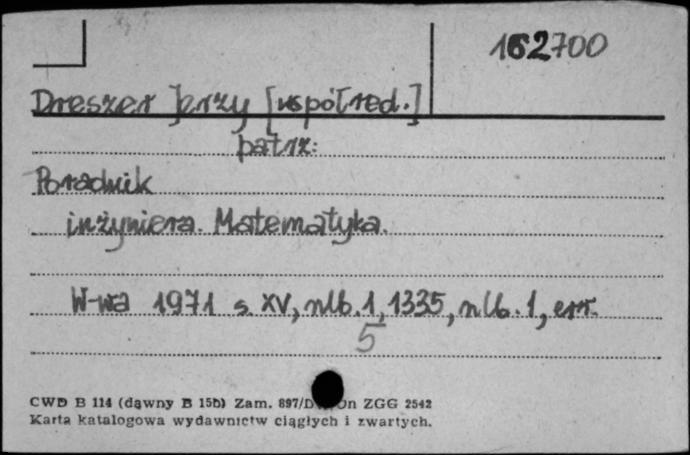 162700
Dreszer Jerzy [współred.]
patrz:
Poradnik
inżyniera. Matematyka.
W-wa 1971 s. XV, nlb. 1, 1335, nlb. 1, err.
5
CWD B 114 (dawny B 15b) Zam. 897/D ZGG 2542
Karta katalogowa wydawnictw ciągłych i zwartych.